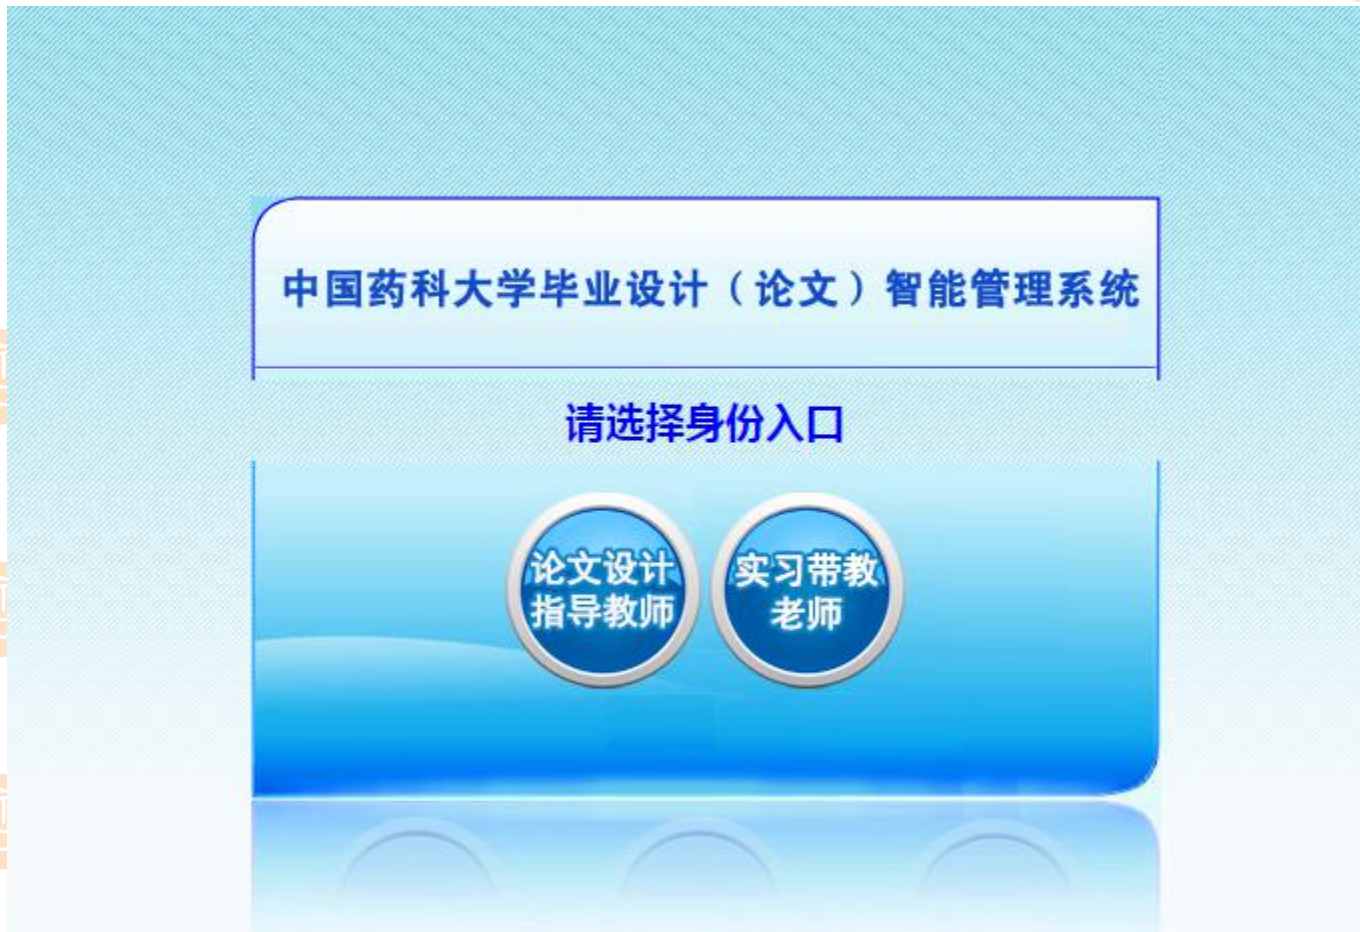 中国药科大学毕业设计（论文）智能管理系统
请选择身份入口
论文设计
指导教师
实习带教
老师